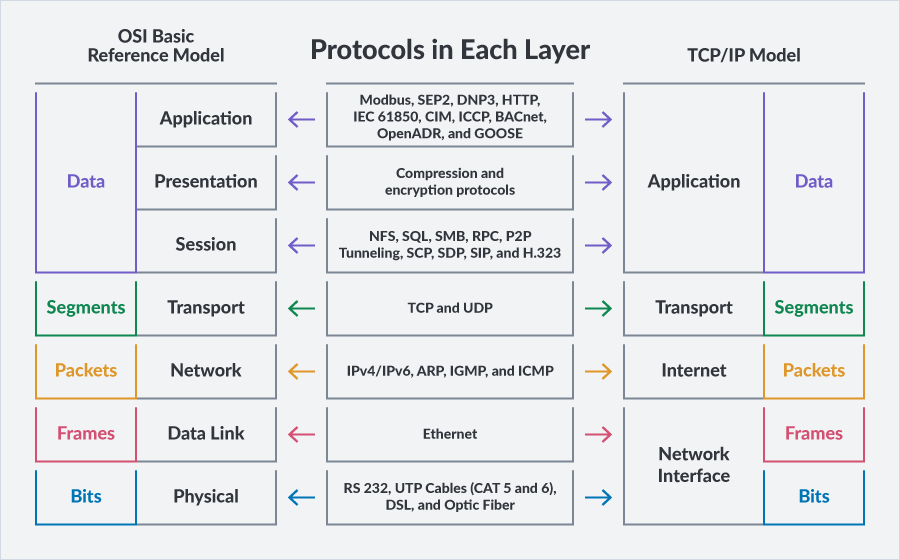 OSI Basic
Reference Model
Protocols in Each Layer
TCP/IP Model
Data
Application
Modbus, SEP2, DNP3, HTTP,
IEC 61850, CIM, ICCP, BACnet,
OpenADR, and GOOSE
Presentation
Compression and
encryption protocols
Application
Data
Session
NFS, SQL, SMB, RPC, P2P
Tunneling, SCP, SDP, SIP, and H.323
Segments
Transport
TCP and UDP
Transport
Segments
Packets
Network
IPv4/IPv6, ARP, IGMP, and ICMP
Internet
Packets
Frames
Data Link
Ethernet
Network
Interface
Frames
Bits
Physical
RS 232, UTP Cables (CAT 5 and 6),
DSL, and Optic Fiber
Bits